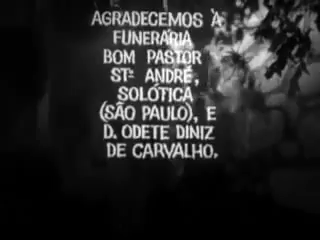 AGRADECEMOS À
FUNERÁRIA
BOM PASTOR
STº ANDRÉ,
SOLÓTICA
(SÃO PAULO), E
D. ODETE DINIZ
DE CARVALHO.